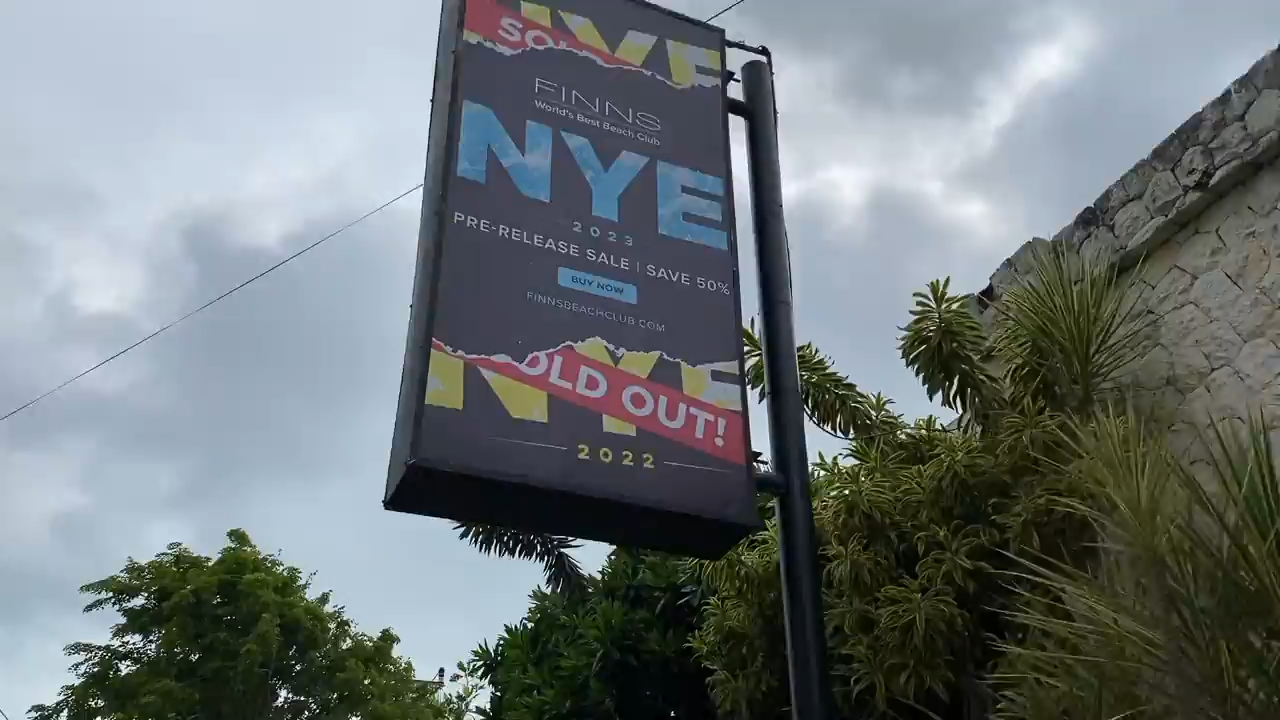 FINNS
World's Best Beach Club
NYE
2023
PRE-RELEASE SALE | SAVE 50%
BUY NOW
FINNSBEACHCLUB.COM
NYE
OLD OUT!
2022